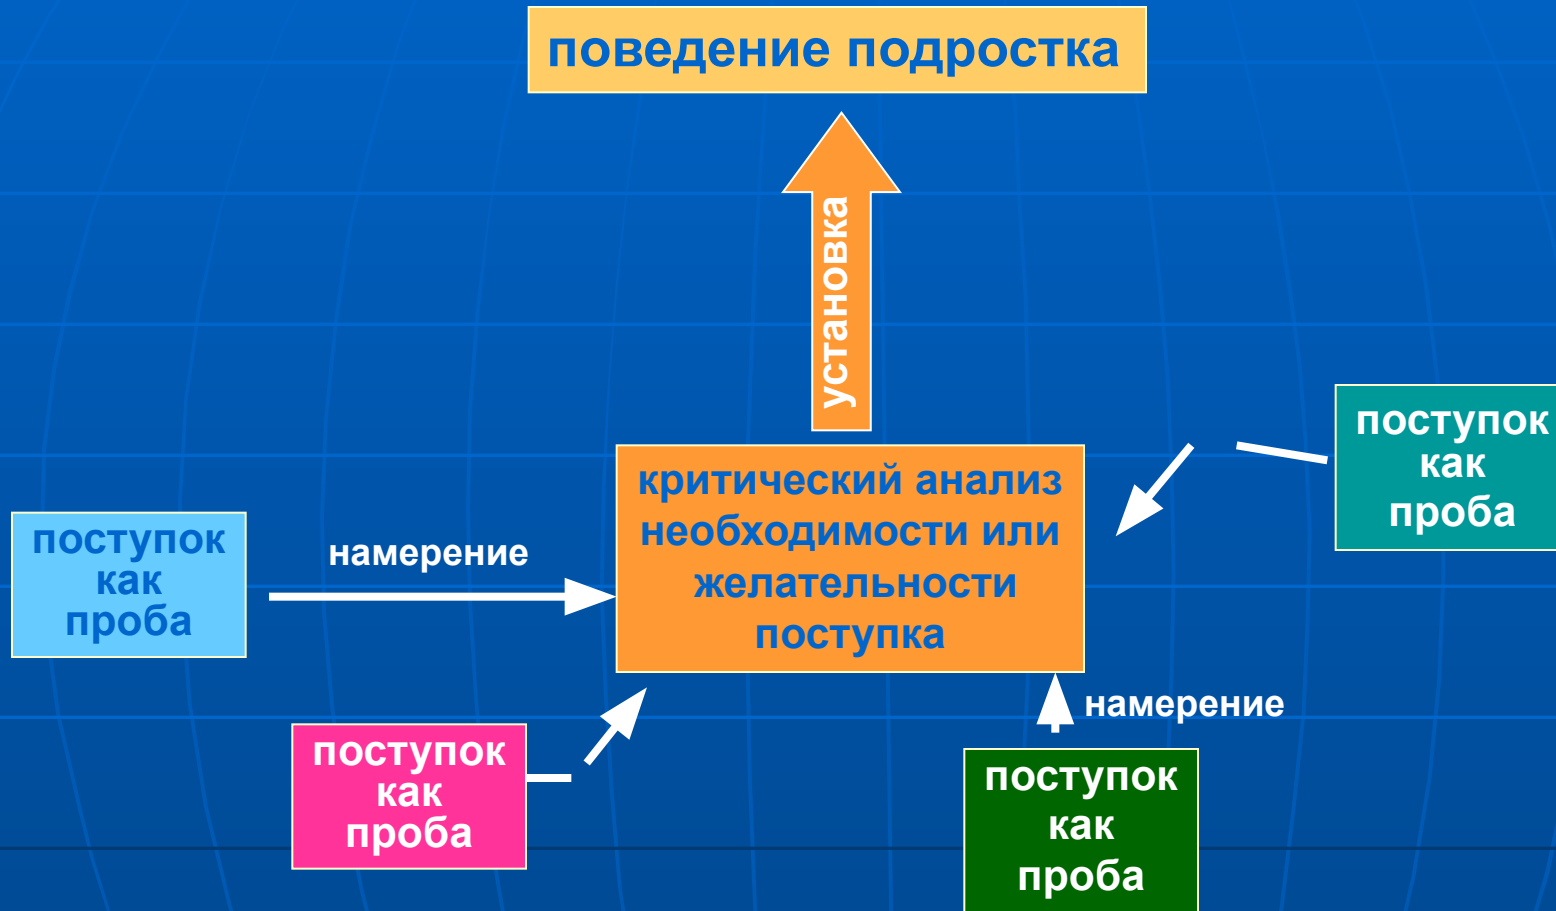 поведение подростка
установка
критический анализ
необходимости или
желательности
поступка
поступок
как
проба
намерение
поступок
как
проба
поступок
как
проба
намерение
поступок
как
проба